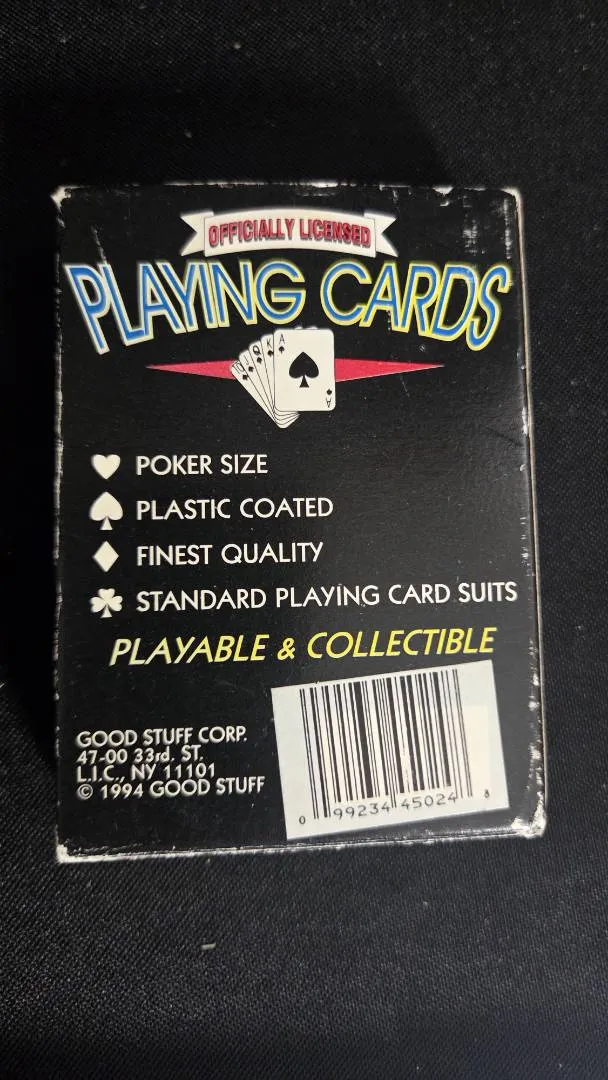 OFFICIALLY LICENSED
PLAYING CARDS
10 J Q K A
A
POKER SIZE
PLASTIC COATED
FINEST QUALITY
STANDARD PLAYING CARD SUITS
PLAYABLE & COLLECTIBLE
GOOD STUFF CORP.
47-00 33rd. ST.
L.I.C., NY 11101
© 1994 GOOD STUFF
0 99234 45024 8